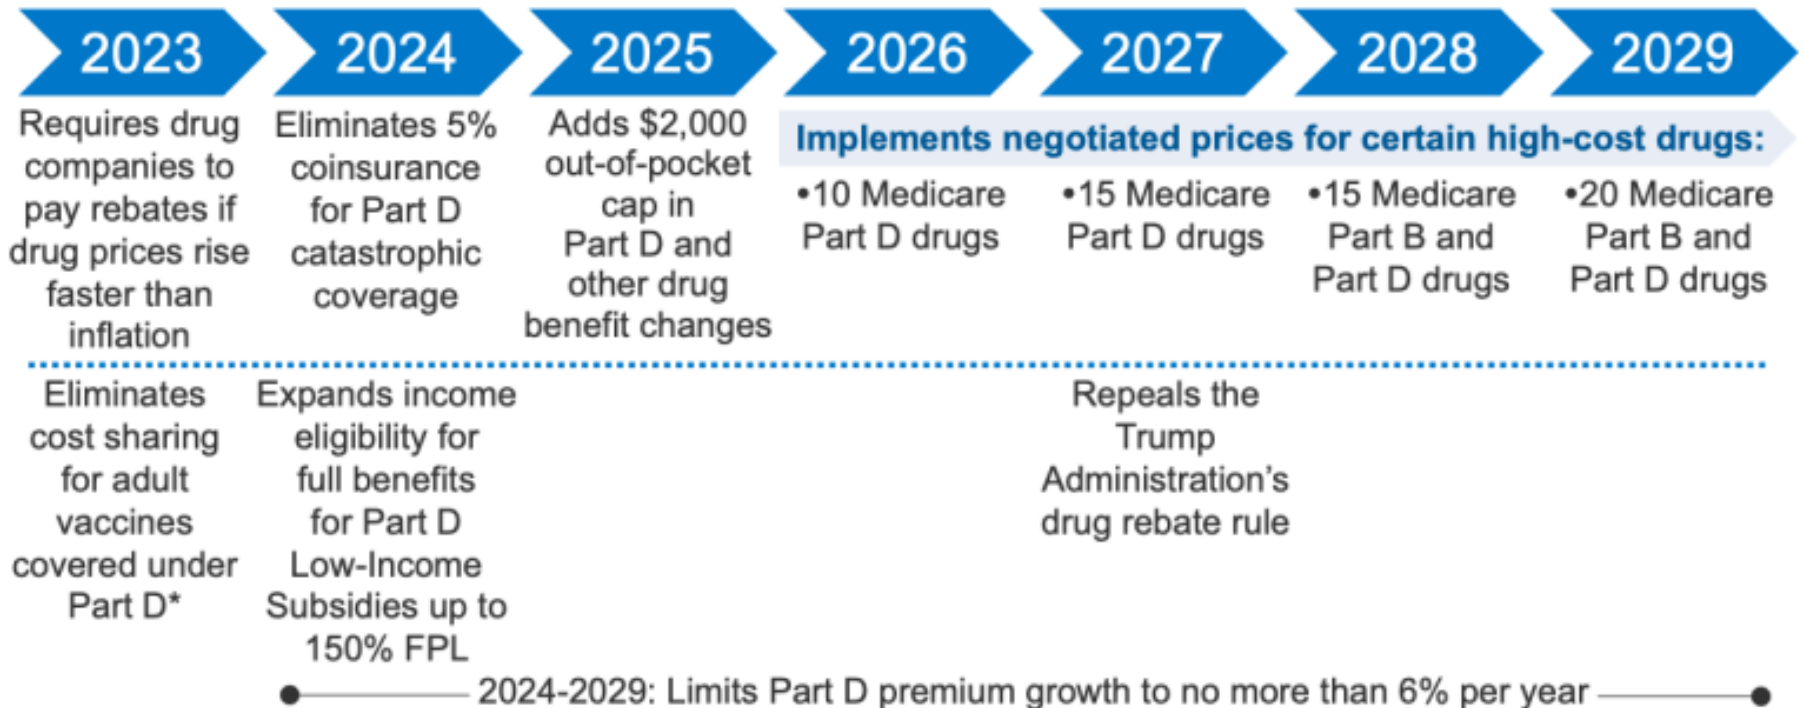 2023
2024
2025
2026
2027
2028
2029
Requires drug
companies to
pay rebates if
drug prices rise
faster than
inflation
Eliminates 5%
coinsurance
for Part D
catastrophic
coverage
Adds $2,000
out-of-pocket
cap in
Part D and
other drug
benefit changes
Implements negotiated prices for certain high-cost drugs:
•10 Medicare
Part D drugs
•15 Medicare
Part D drugs
•15 Medicare
Part B and
Part D drugs
•20 Medicare
Part B and
Part D drugs
Eliminates
cost sharing
for adult
vaccines
covered under
Part D*
Expands income
eligibility for
full benefits
for Part D
Low-Income
Subsidies up to
150% FPL
Repeals the
Trump
Administration’s
drug rebate rule
2024-2029: Limits Part D premium growth to no more than 6% per year